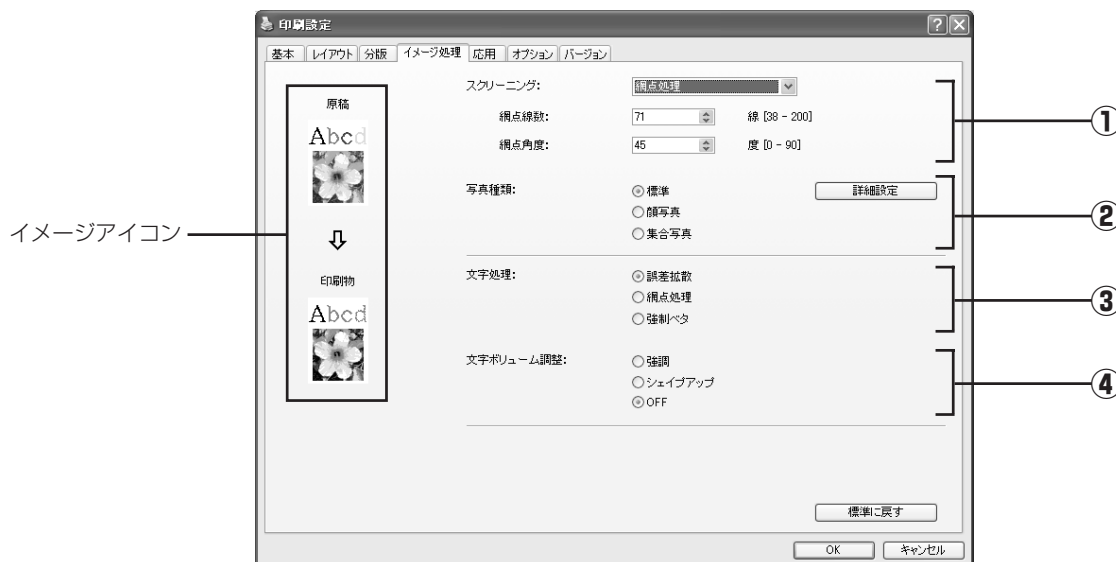 印刷設定
基本 レイアウト 分版 イメージ処理 応用 オプション バージョン
イメージアイコン
原稿
Abcd
印刷物
Abcd
スクリーニング: 網点処理
網点線数: 71 線 [38 - 200]
網点角度: 45 度 [0 - 90]
①
写真種類: 標準 詳細設定
顔写真
集合写真
②
文字処理: 誤差拡散
網点処理
強制ベタ
③
文字ボリューム調整: 強調
シェイプアップ
OFF
④
標準に戻す
OK キャンセル